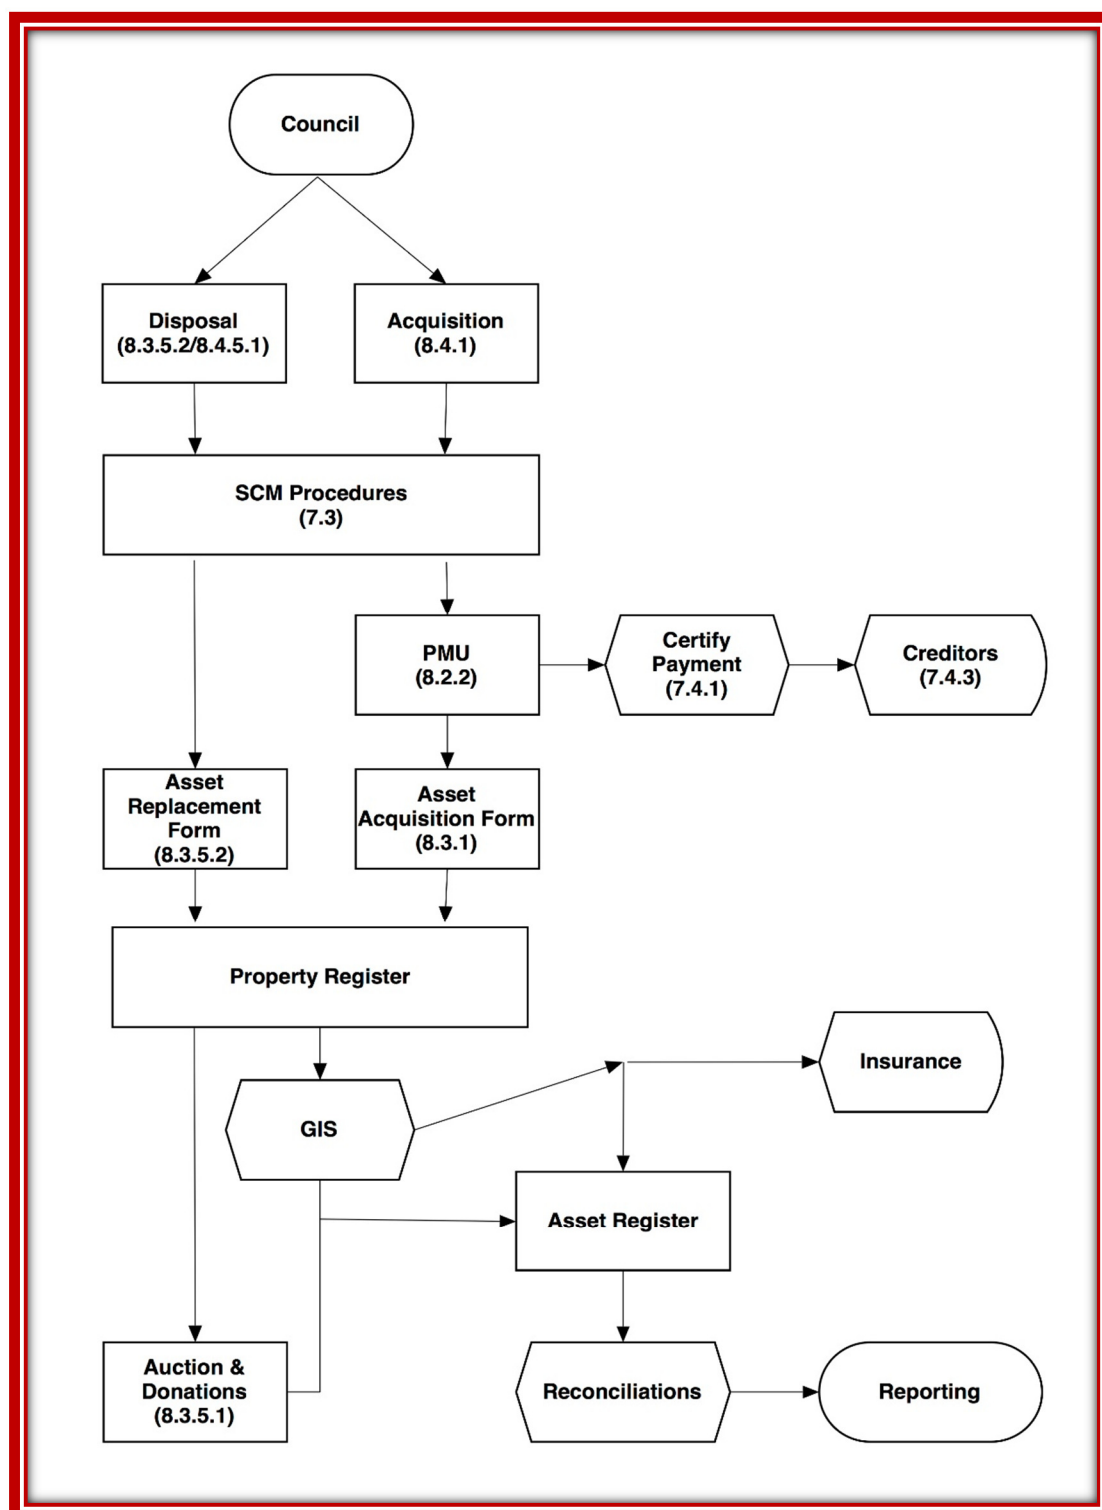 Council
Disposal
(8.3.5.2/8.4.5.1)
Acquisition
(8.4.1)
SCM Procedures
(7.3)
PMU
(8.2.2)
Certify
Payment
(7.4.1)
Creditors
(7.4.3)
Asset
Replacement
Form
(8.3.5.2)
Asset
Acquisition Form
(8.3.1)
Property Register
Insurance
GIS
Asset Register
Auction &
Donations
(8.3.5.1)
Reconciliations
Reporting